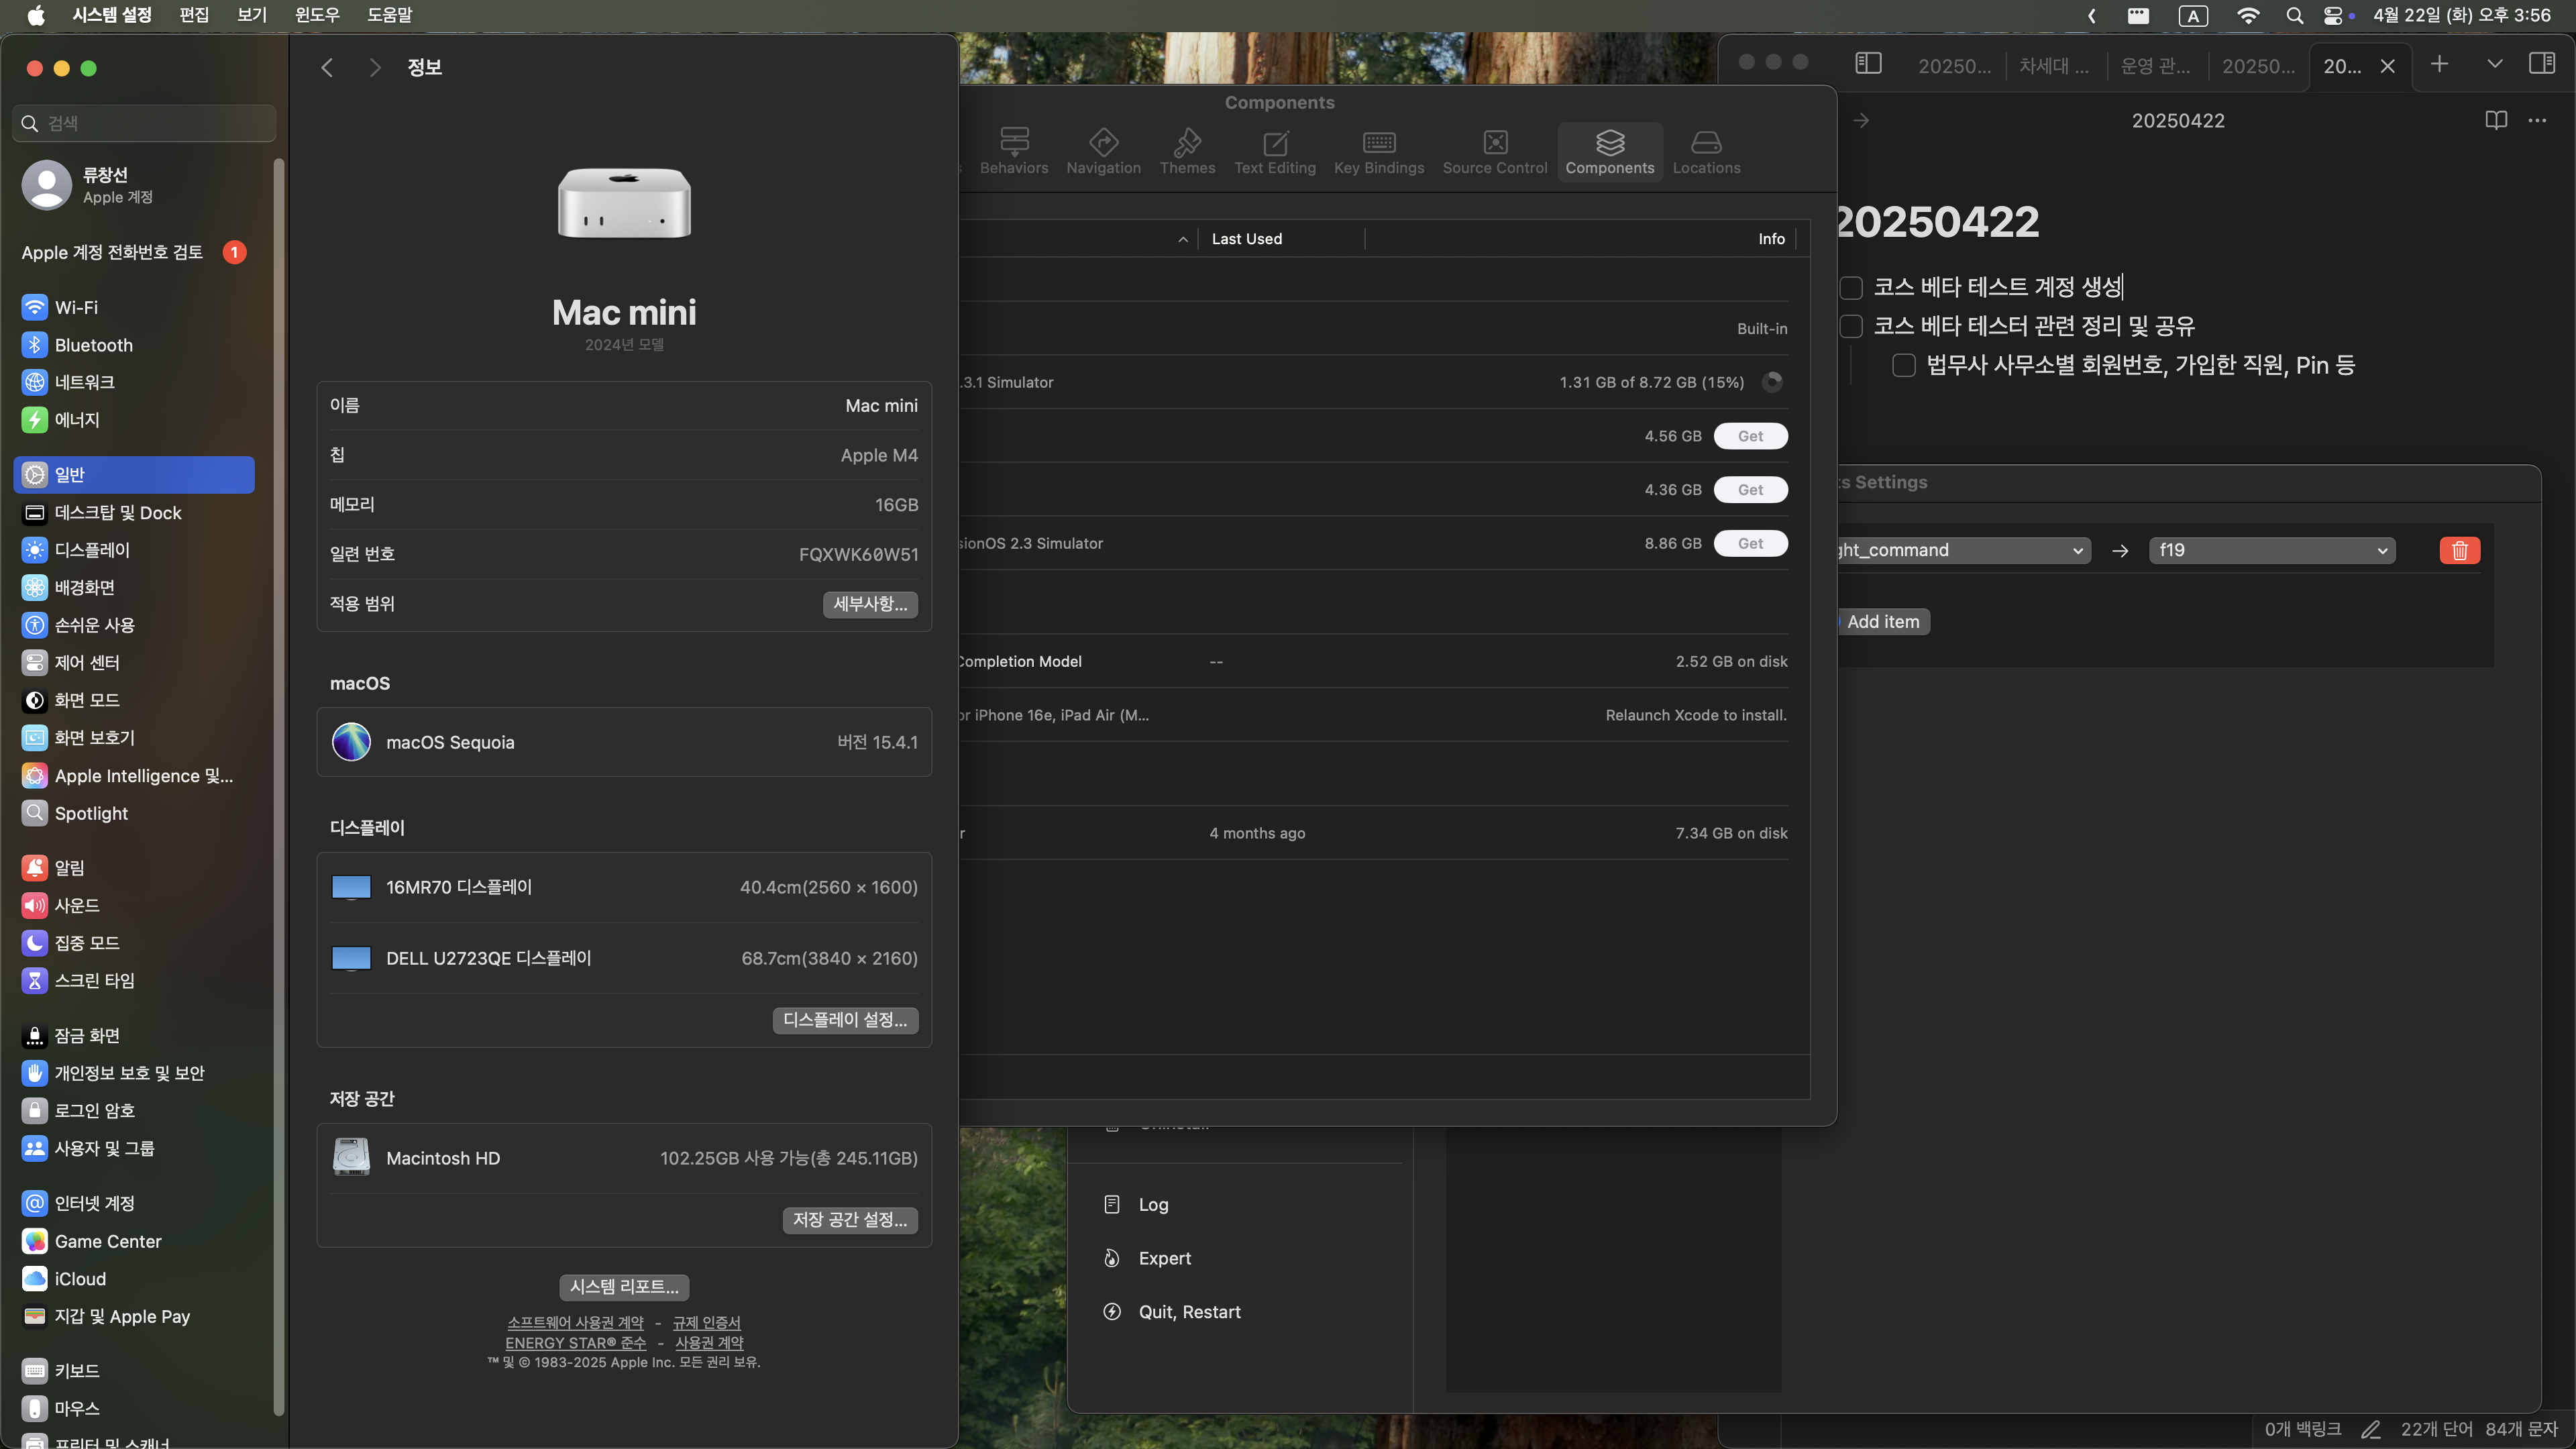 시스템 설정 편집 보기 윈도우 도움말
A 4월 22일 (화) 오후 3:56
검색
류창선
Apple 계정
Apple 계정 전화번호 검토 1
Wi-Fi
Bluetooth
네트워크
에너지
일반
데스크탑 및 Dock
디스플레이
배경화면
손쉬운 사용
제어 센터
화면 모드
화면 보호기
Apple Intelligence 및...
Spotlight
알림
사운드
집중 모드
스크린 타임
잠금 화면
개인정보 보호 및 보안
로그인 암호
사용자 및 그룹
인터넷 계정
Game Center
iCloud
지갑 및 Apple Pay
키보드
마우스
프린터 및 스캐너
정보
Mac mini
2024년 모델
이름 Mac mini
칩 Apple M4
메모리 16GB
일련 번호 FQXWK60W51
적용 범위 세부사항...
macOS
macOS Sequoia 버전 15.4.1
디스플레이
16MR70 디스플레이 40.4cm(2560 × 1600)
DELL U2723QE 디스플레이 68.7cm(3840 × 2160)
디스플레이 설정...
저장 공간
Macintosh HD 102.25GB 사용 가능(총 245.11GB)
저장 공간 설정...
시스템 리포트...
소프트웨어 사용권 계약 - 규제 인증서
ENERGY STAR® 준수 - 사용권 계약
™ 및 © 1983-2025 Apple Inc. 모든 권리 보유.
Components
s Behaviors Navigation Themes Text Editing Key Bindings Source Control Components Locations
Last Used Info
Built-in
.3.1 Simulator 1.31 GB of 8.72 GB (15%)
4.56 GB Get
4.36 GB Get
sionOS 2.3 Simulator 8.86 GB Get
Completion Model -- 2.52 GB on disk
or iPhone 16e, iPad Air (M... Relaunch Xcode to install.
r 4 months ago 7.34 GB on disk
Log
Expert
Quit, Restart
20250... 차세대 ... 운영 관... 20250... 20...
20250422
20250422
코스 베타 테스트 계정 생성
코스 베타 테스터 관련 정리 및 공유
법무사 사무소별 회원번호, 가입한 직원, Pin 등
ts Settings
ght_command → f19
Add item
0개 백링크 22개 단어 84개 문자